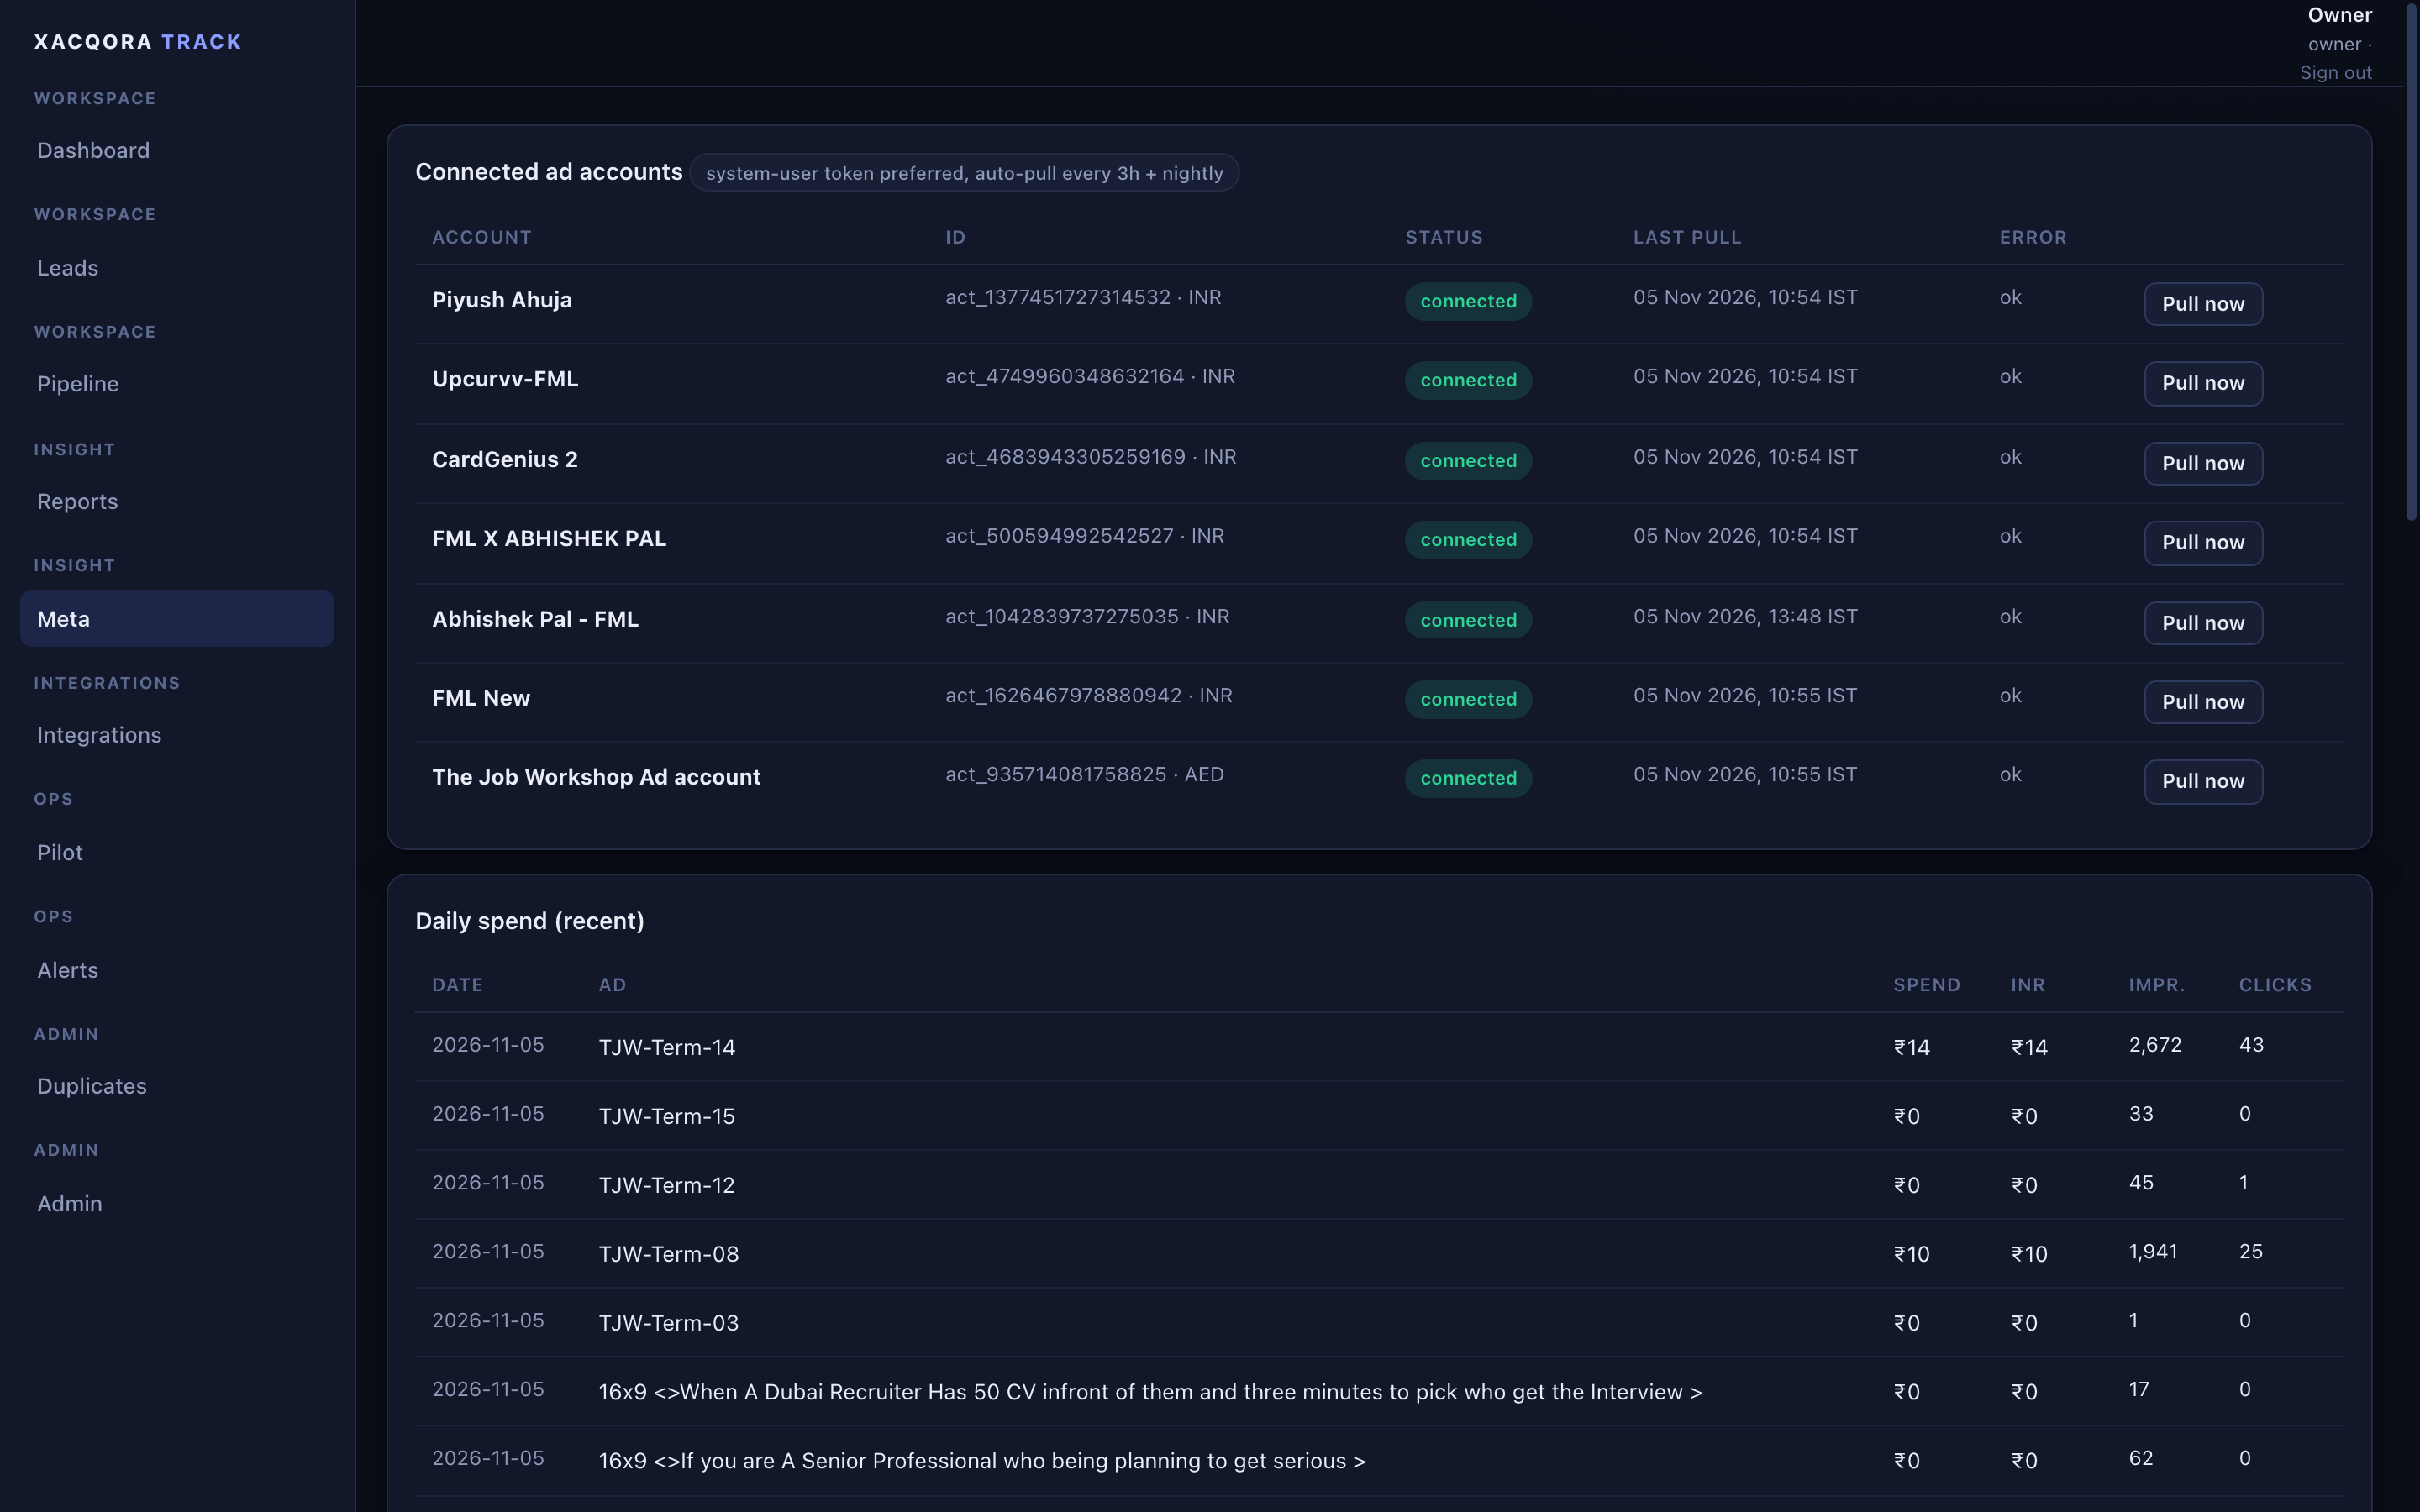 XACQORA TRACK
WORKSPACE
Dashboard
WORKSPACE
Leads
WORKSPACE
Pipeline
INSIGHT
Reports
INSIGHT
Meta
INTEGRATIONS
Integrations
OPS
Pilot
OPS
Alerts
ADMIN
Duplicates
ADMIN
Admin
Owner
owner ·
Sign out
Connected ad accounts system-user token preferred, auto-pull every 3h + nightly
ACCOUNT ID STATUS LAST PULL ERROR
Piyush Ahuja act_1377451727314532 · INR connected 05 Nov 2026, 10:54 IST ok Pull now
Upcurvv-FML act_4749960348632164 · INR connected 05 Nov 2026, 10:54 IST ok Pull now
CardGenius 2 act_4683943305259169 · INR connected 05 Nov 2026, 10:54 IST ok Pull now
FML X ABHISHEK PAL act_500594992542527 · INR connected 05 Nov 2026, 10:54 IST ok Pull now
Abhishek Pal - FML act_1042839737275035 · INR connected 05 Nov 2026, 13:48 IST ok Pull now
FML New act_1626467978880942 · INR connected 05 Nov 2026, 10:55 IST ok Pull now
The Job Workshop Ad account act_935714081758825 · AED connected 05 Nov 2026, 10:55 IST ok Pull now
Daily spend (recent)
DATE AD SPEND INR IMPR. CLICKS
2026-11-05 TJW-Term-14 ₹14 ₹14 2,672 43
2026-11-05 TJW-Term-15 ₹0 ₹0 33 0
2026-11-05 TJW-Term-12 ₹0 ₹0 45 1
2026-11-05 TJW-Term-08 ₹10 ₹10 1,941 25
2026-11-05 TJW-Term-03 ₹0 ₹0 1 0
2026-11-05 16x9 <>When A Dubai Recruiter Has 50 CV infront of them and three minutes to pick who get the Interview > ₹0 ₹0 17 0
2026-11-05 16x9 <>If you are A Senior Professional who being planning to get serious > ₹0 ₹0 62 0